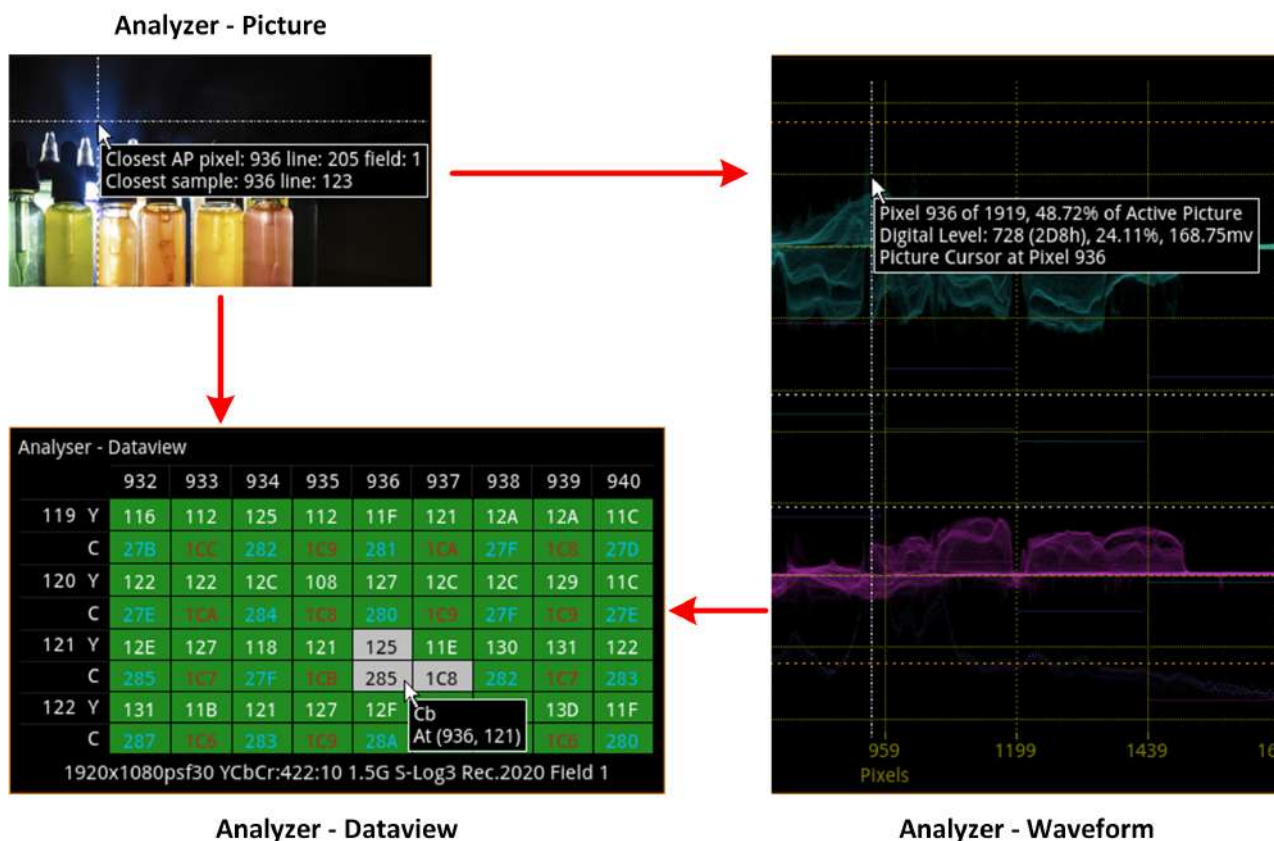 Analyzer - Picture
Closest AP pixel: 936 line: 205 field: 1
Closest sample: 936 line: 123
Pixel 936 of 1919, 48.72% of Active Picture
Digital Level: 728 (2D8h), 24.11%, 168.75mv
Picture Cursor at Pixel 936
959 1199 1439 16
Pixels
Analyser - Dataview
932 933 934 935 936 937 938 939 940
119 Y 116 112 125 112 11F 121 12A 12A 11C
C 27B 1CC 282 1C9 281 1CA 27F 1C8 27D
120 Y 122 122 12C 108 127 12C 12C 129 11C
C 27E 1CA 284 1C8 280 1C9 27F 1C9 27E
121 Y 12E 127 118 121 125 11E 130 131 122
C 285 1C7 27F 1CB 285 1C8 282 1C7 283
122 Y 131 11B 121 127 12F 13D 11F
C 287 1C6 283 1C9 28A 1C6 280
Cb
At (936, 121)
1920x1080psf30 YCbCr:422:10 1.5G S-Log3 Rec.2020 Field 1
Analyzer - Dataview
Analyzer - Waveform